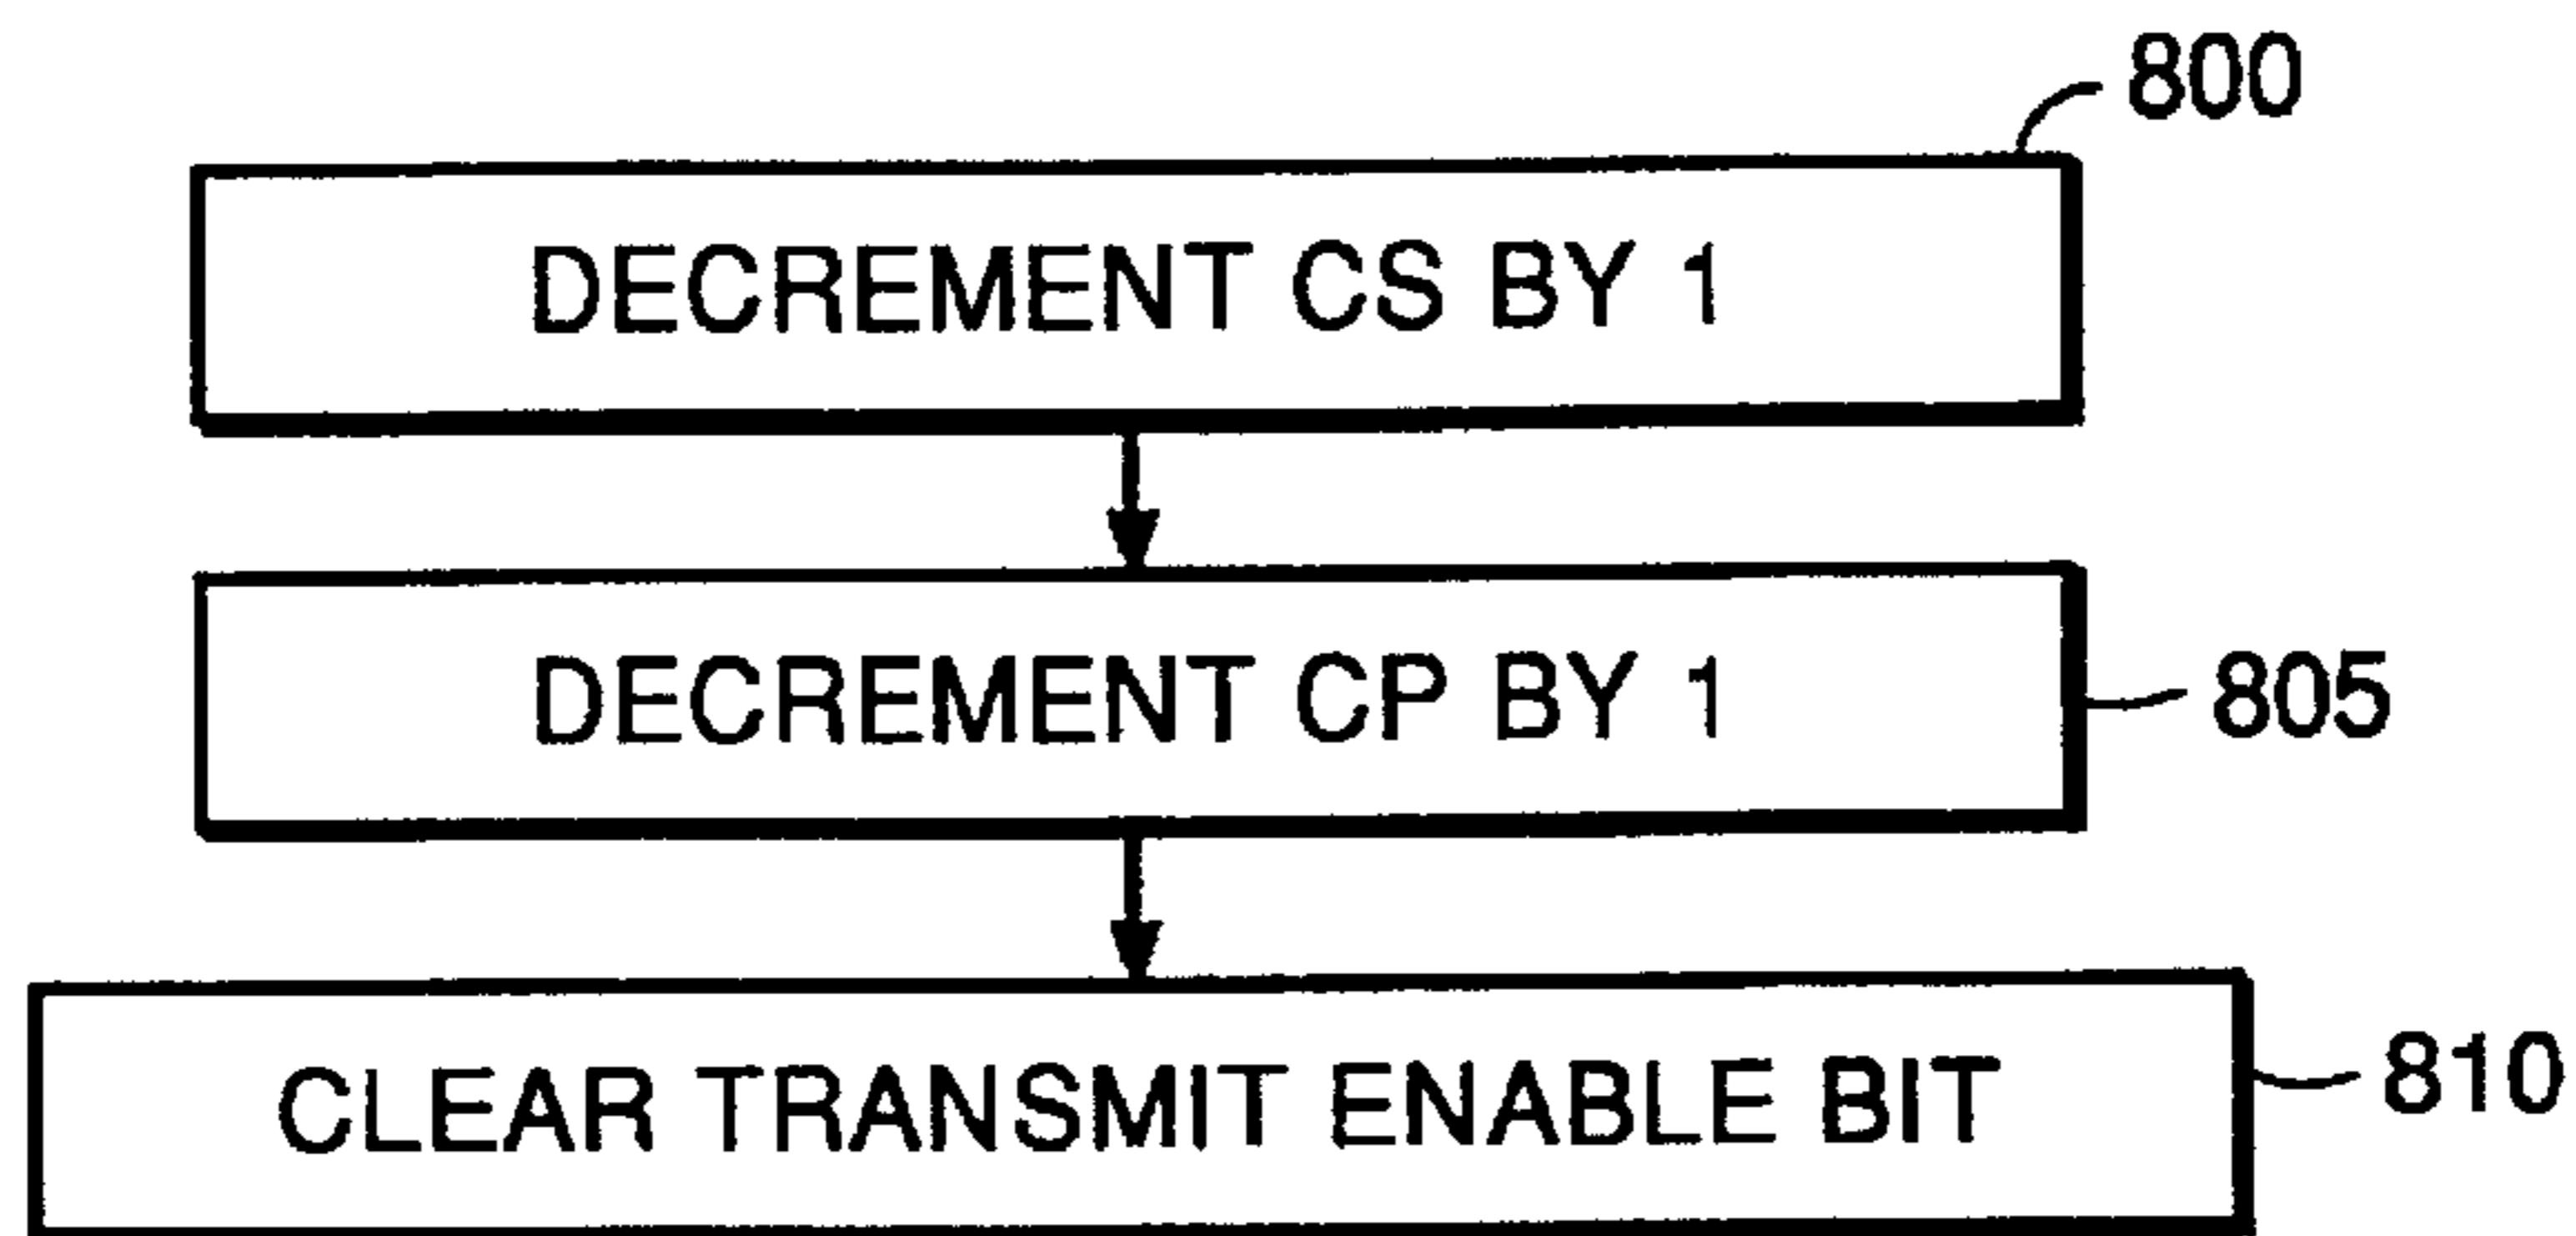 800
DECREMENT CS BY 1
DECREMENT CP BY 1
805
CLEAR TRANSMIT ENABLE BIT
810